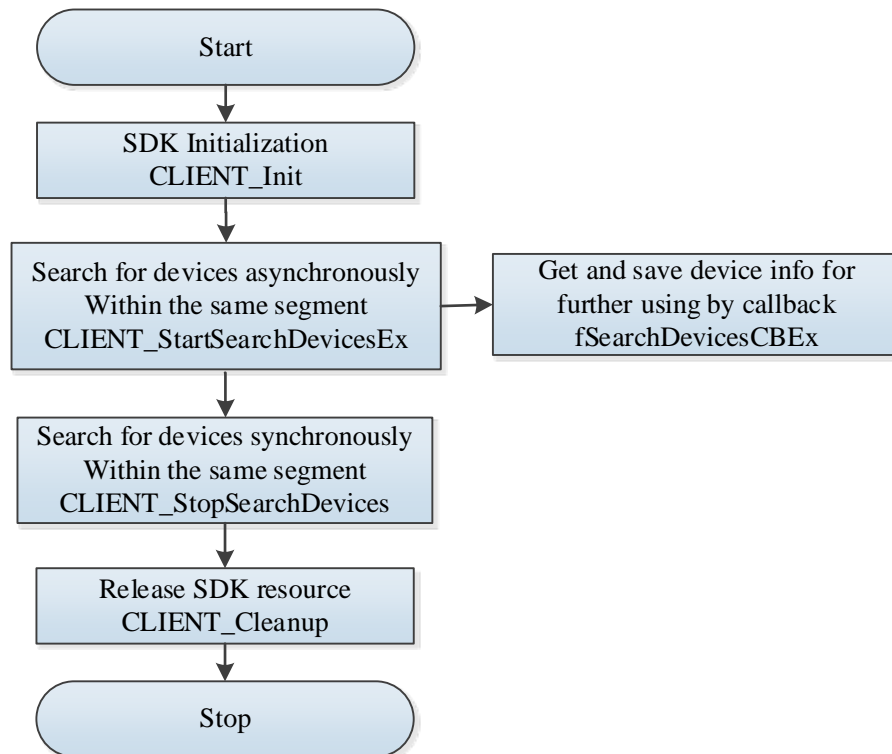 Start
SDK Initialization
CLIENT_Init
Search for devices asynchronously
Within the same segment
CLIENT_StartSearchDevicesEx
Get and save device info for
further using by callback
fSearchDevicesCBEx
Search for devices synchronously
Within the same segment
CLIENT_StopSearchDevices
Release SDK resource
CLIENT_Cleanup
Stop